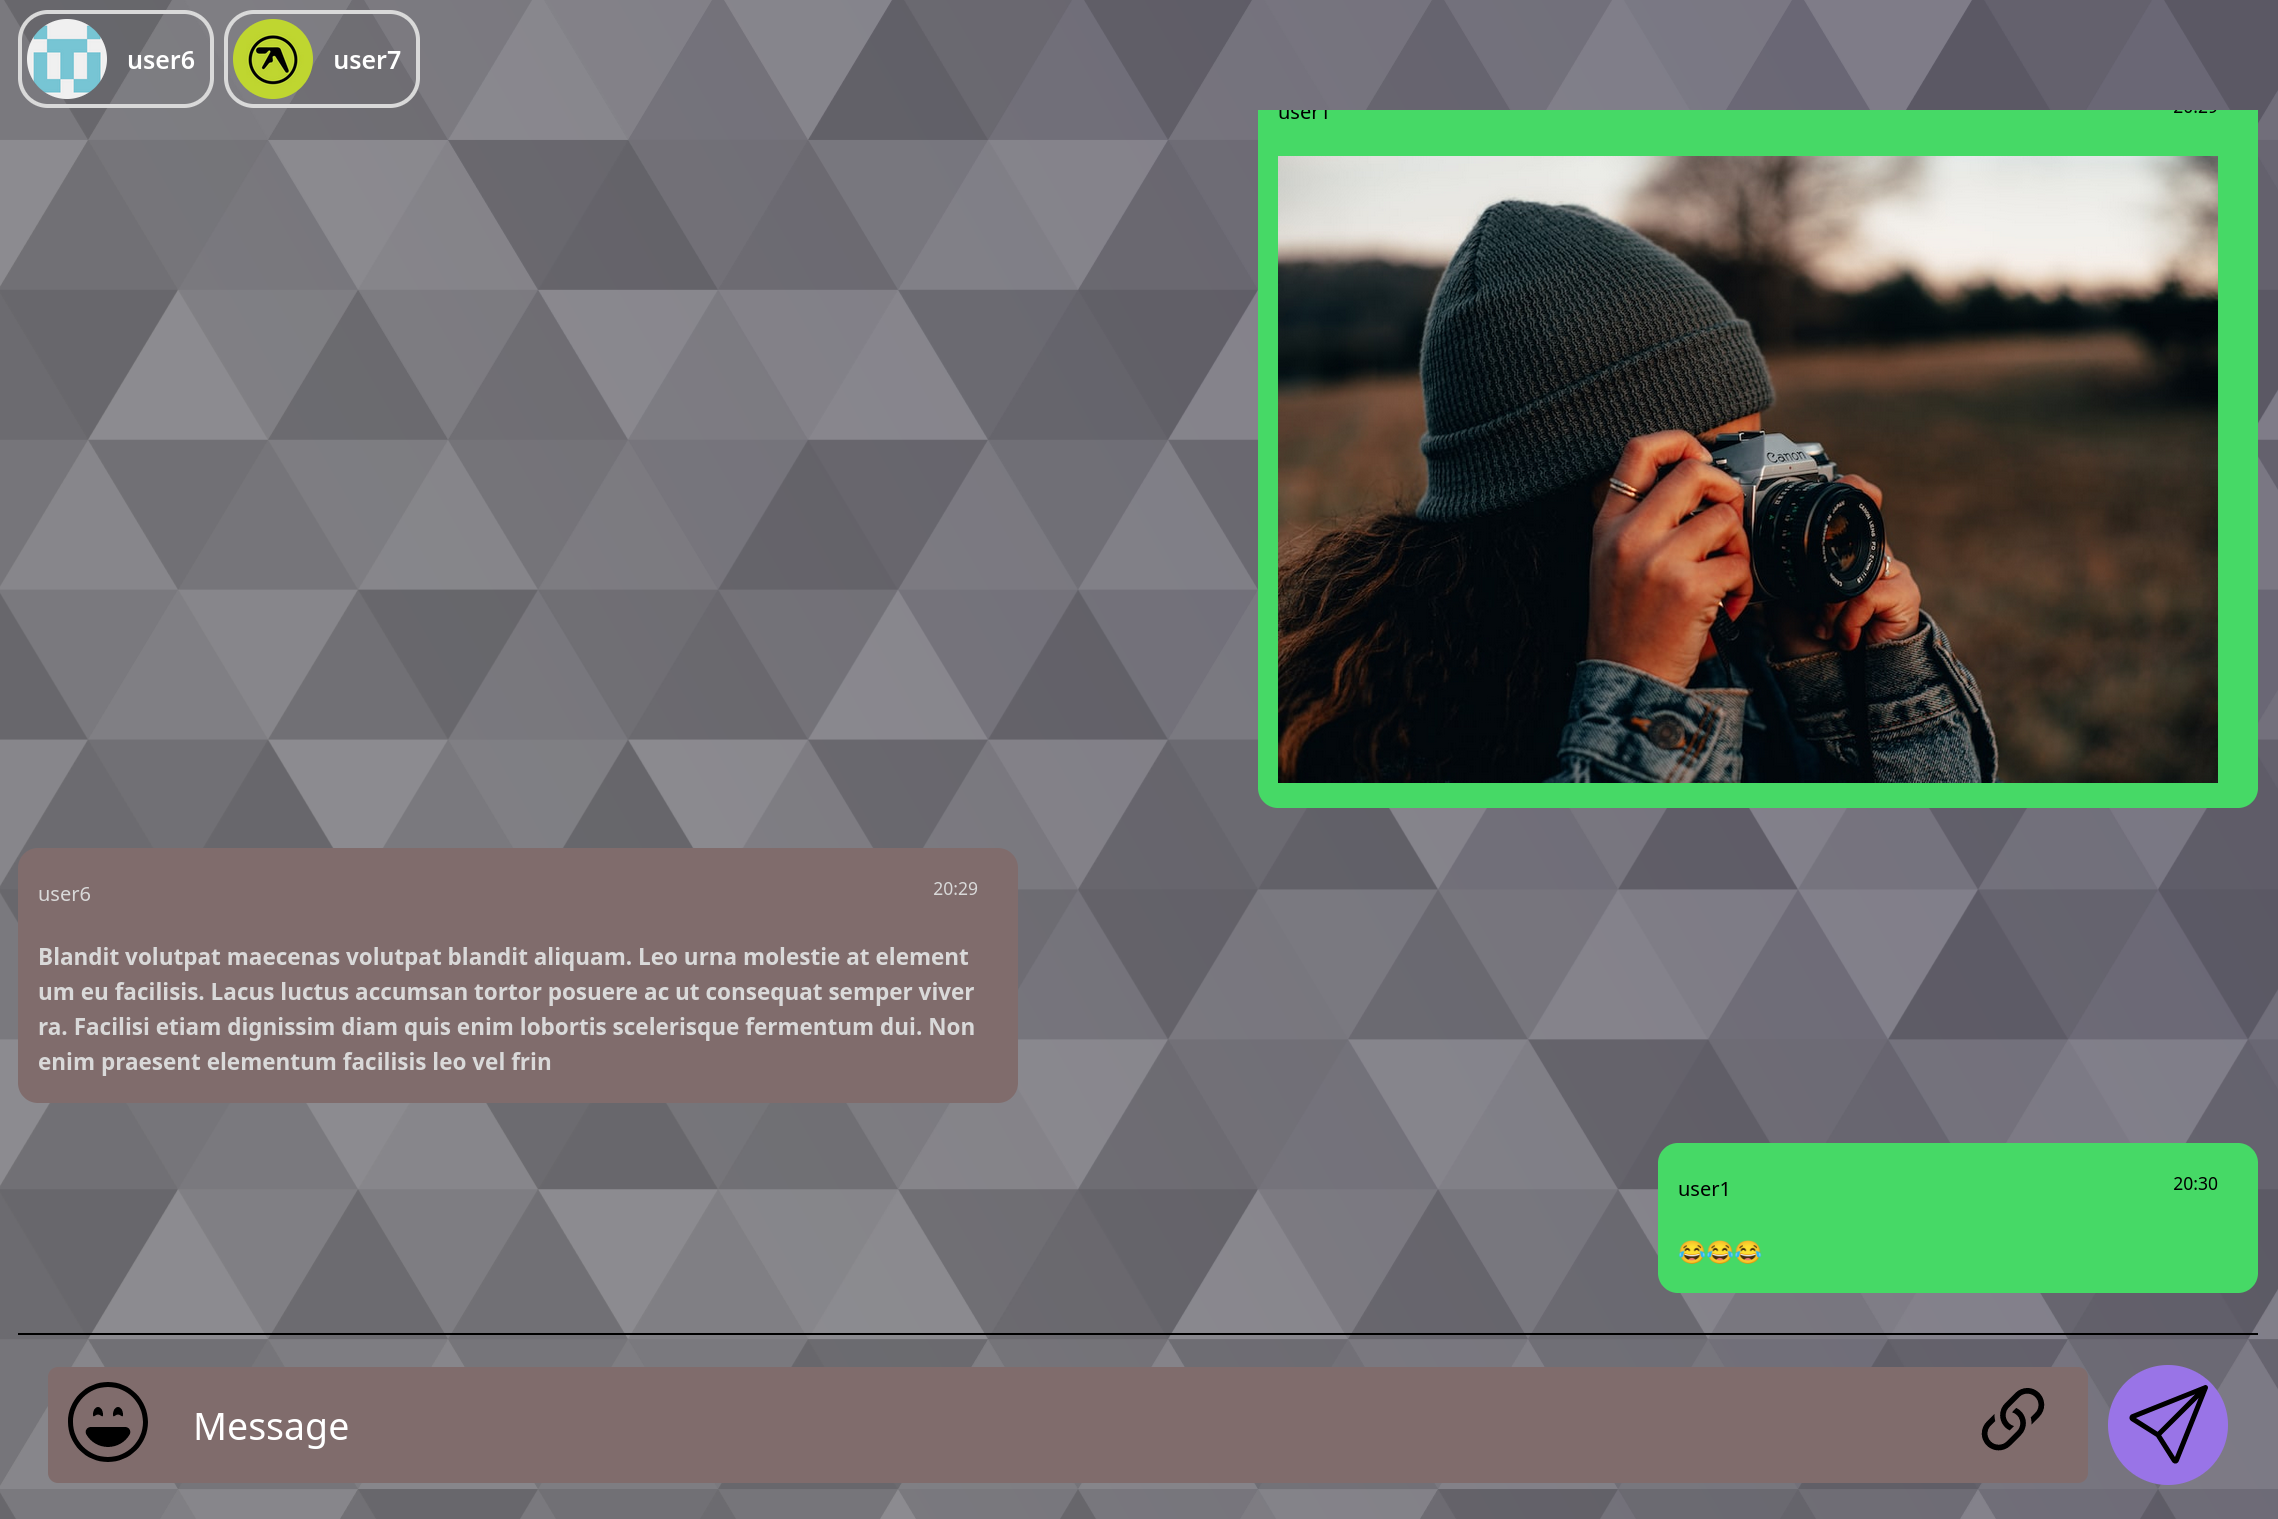 user6
user7
user1
20:29
Canon
user6
20:29
Blandit volutpat maecenas volutpat blandit aliquam. Leo urna molestie at element
um eu facilisis. Lacus luctus accumsan tortor posuere ac ut consequat semper viver
ra. Facilisi etiam dignissim diam quis enim lobortis scelerisque fermentum dui. Non
enim praesent elementum facilisis leo vel frin
user1
20:30
😂😂😂
Message